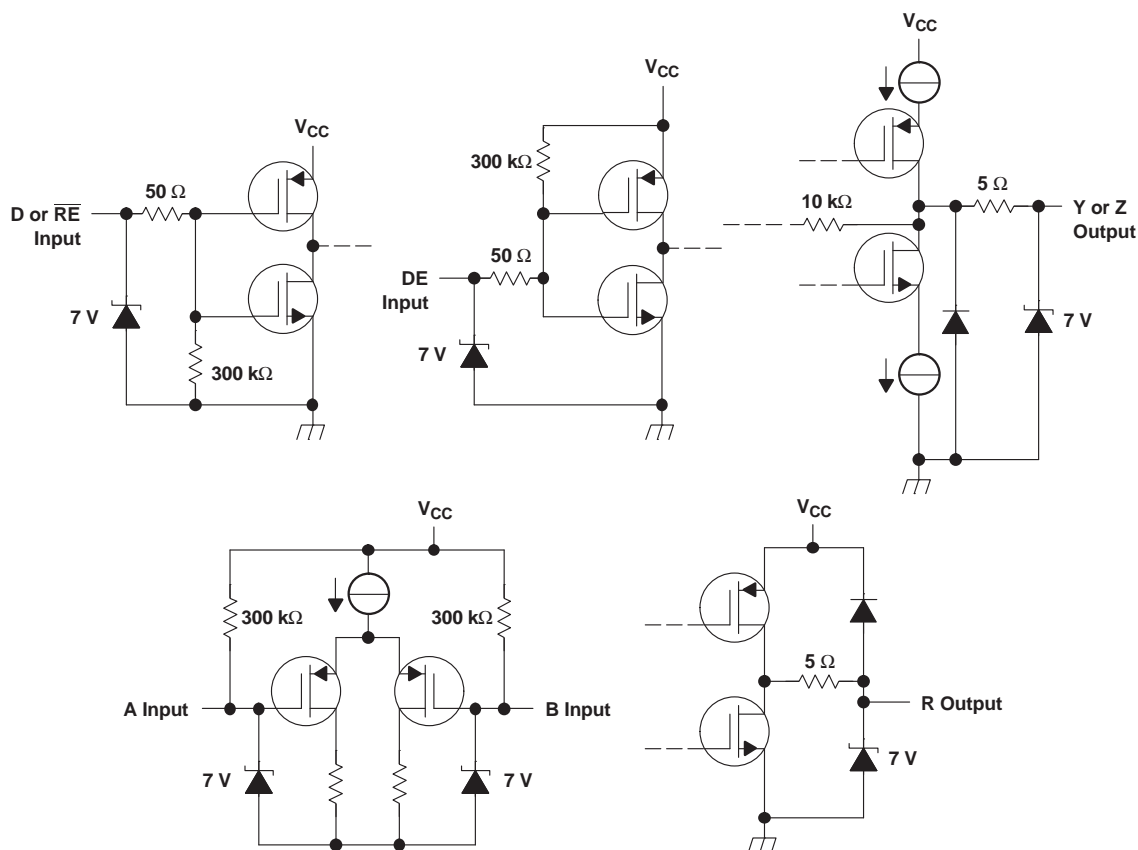 VCC
50 Ω
D or RE
Input
7 V
300 kΩ
VCC
300 kΩ
50 Ω
DE
Input
7 V
VCC
10 kΩ
5 Ω
Y or Z
Output
7 V
VCC
300 kΩ
300 kΩ
A Input
B Input
7 V
7 V
VCC
5 Ω
R Output
7 V